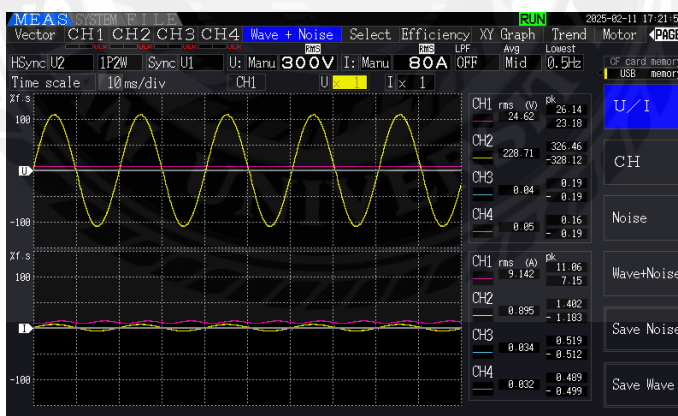 MEAS SYSTEM FILE RUN 2025-02-11 17:21:5
Vector CH1 CH2 CH3 CH4 Wave + Noise Select Efficiency XY Graph Trend Motor PAGE
RMS RMS LPF Avg Lowest
HSync U2 1P2W Sync U1 U: Manu 300V I: Manu 80A OFF Mid 0.5Hz CF card memory
USB memory
Time scale 10 ms/div CH1 U x 1 I x 1
%f.s
100
U
-100
CH1 rms (V) pk
24.62 26.14
23.18
CH2
228.71 326.46
-328.12
CH3
0.04 0.19
- 0.19
CH4
0.05 0.16
- 0.19
%f.s
100
I
-100
CH1 rms (A) pk
9.142 11.06
7.15
CH2
0.895 1.402
- 1.183
CH3
0.034 0.519
- 0.512
CH4
0.032 0.489
- 0.499
U/I
CH
Noise
Wave+Noise
Save Noise
Save Wave